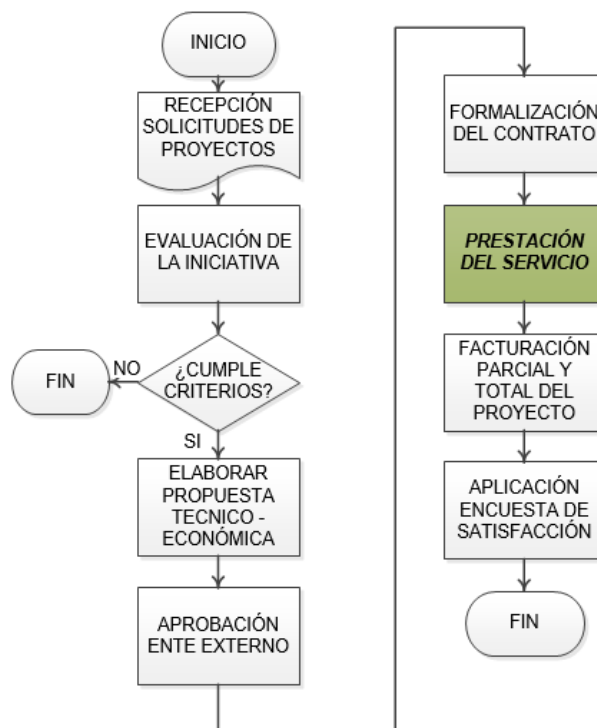 INICIO
RECEPCIÓN
SOLICITUDES DE
PROYECTOS
EVALUACIÓN DE
LA INICIATIVA
¿CUMPLE
CRITERIOS?
NO
FIN
SI
ELABORAR
PROPUESTA
TECNICO -
ECONÓMICA
APROBACIÓN
ENTE EXTERNO
FORMALIZACIÓN
DEL CONTRATO
PRESTACIÓN
DEL SERVICIO
FACTURACIÓN
PARCIAL Y
TOTAL DEL
PROYECTO
APLICACIÓN
ENCUESTA DE
SATISFACCIÓN
FIN